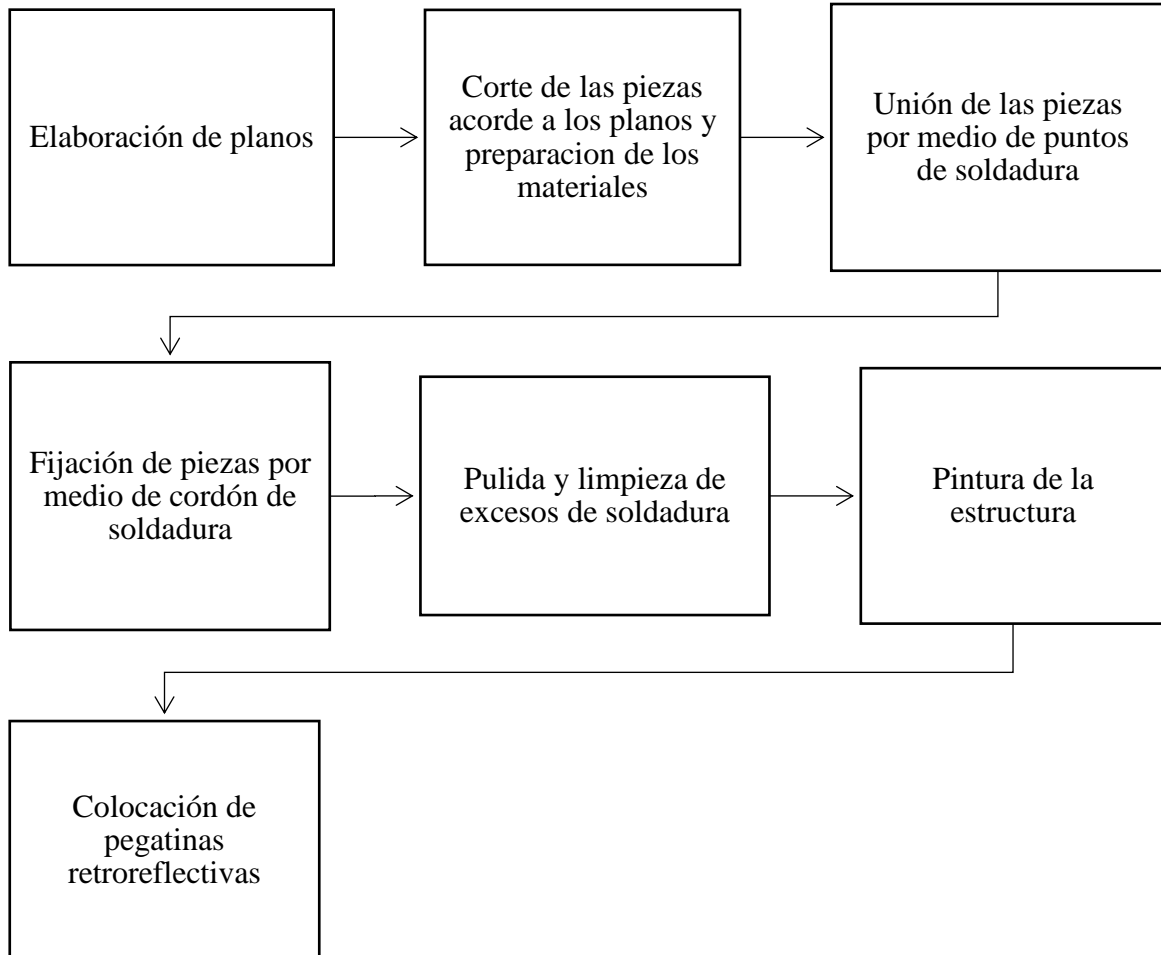 Elaboración de planos
Corte de las piezas
acorde a los planos y
preparacion de los
materiales
Unión de las piezas
por medio de puntos
de soldadura
Fijación de piezas por
medio de cordón de
soldadura
Pulida y limpieza de
excesos de soldadura
Pintura de la
estructura
Colocación de
pegatinas
retroreflectivas